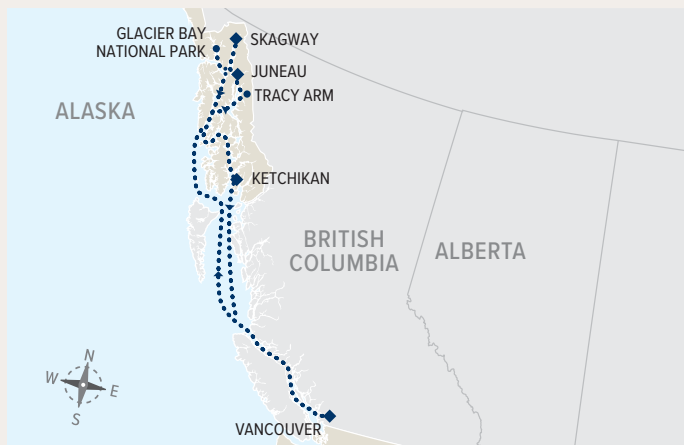 GLACIER BAY
NATIONAL PARK
SKAGWAY
JUNEAU
TRACY ARM
ALASKA
KETCHIKAN
BRITISH
COLUMBIA
ALBERTA
N
W
E
S
VANCOUVER